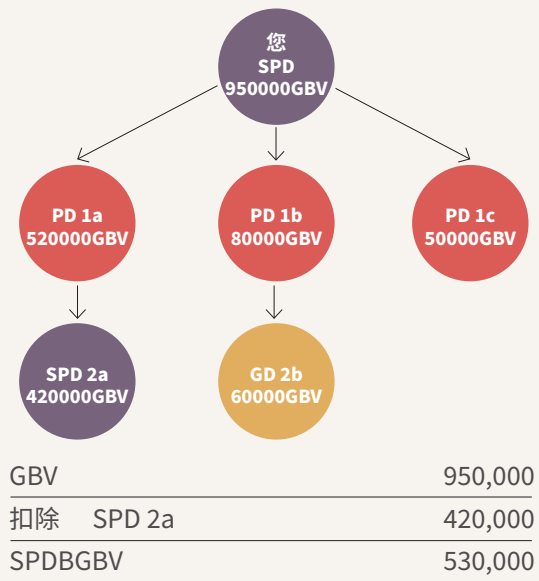 您
SPD
950000GBV
PD 1a
520000GBV
PD 1b
80000GBV
PD 1c
50000GBV
SPD 2a
420000GBV
GD 2b
60000GBV
GBV 950,000
扣除 SPD 2a 420,000
SPDBGBV 530,000